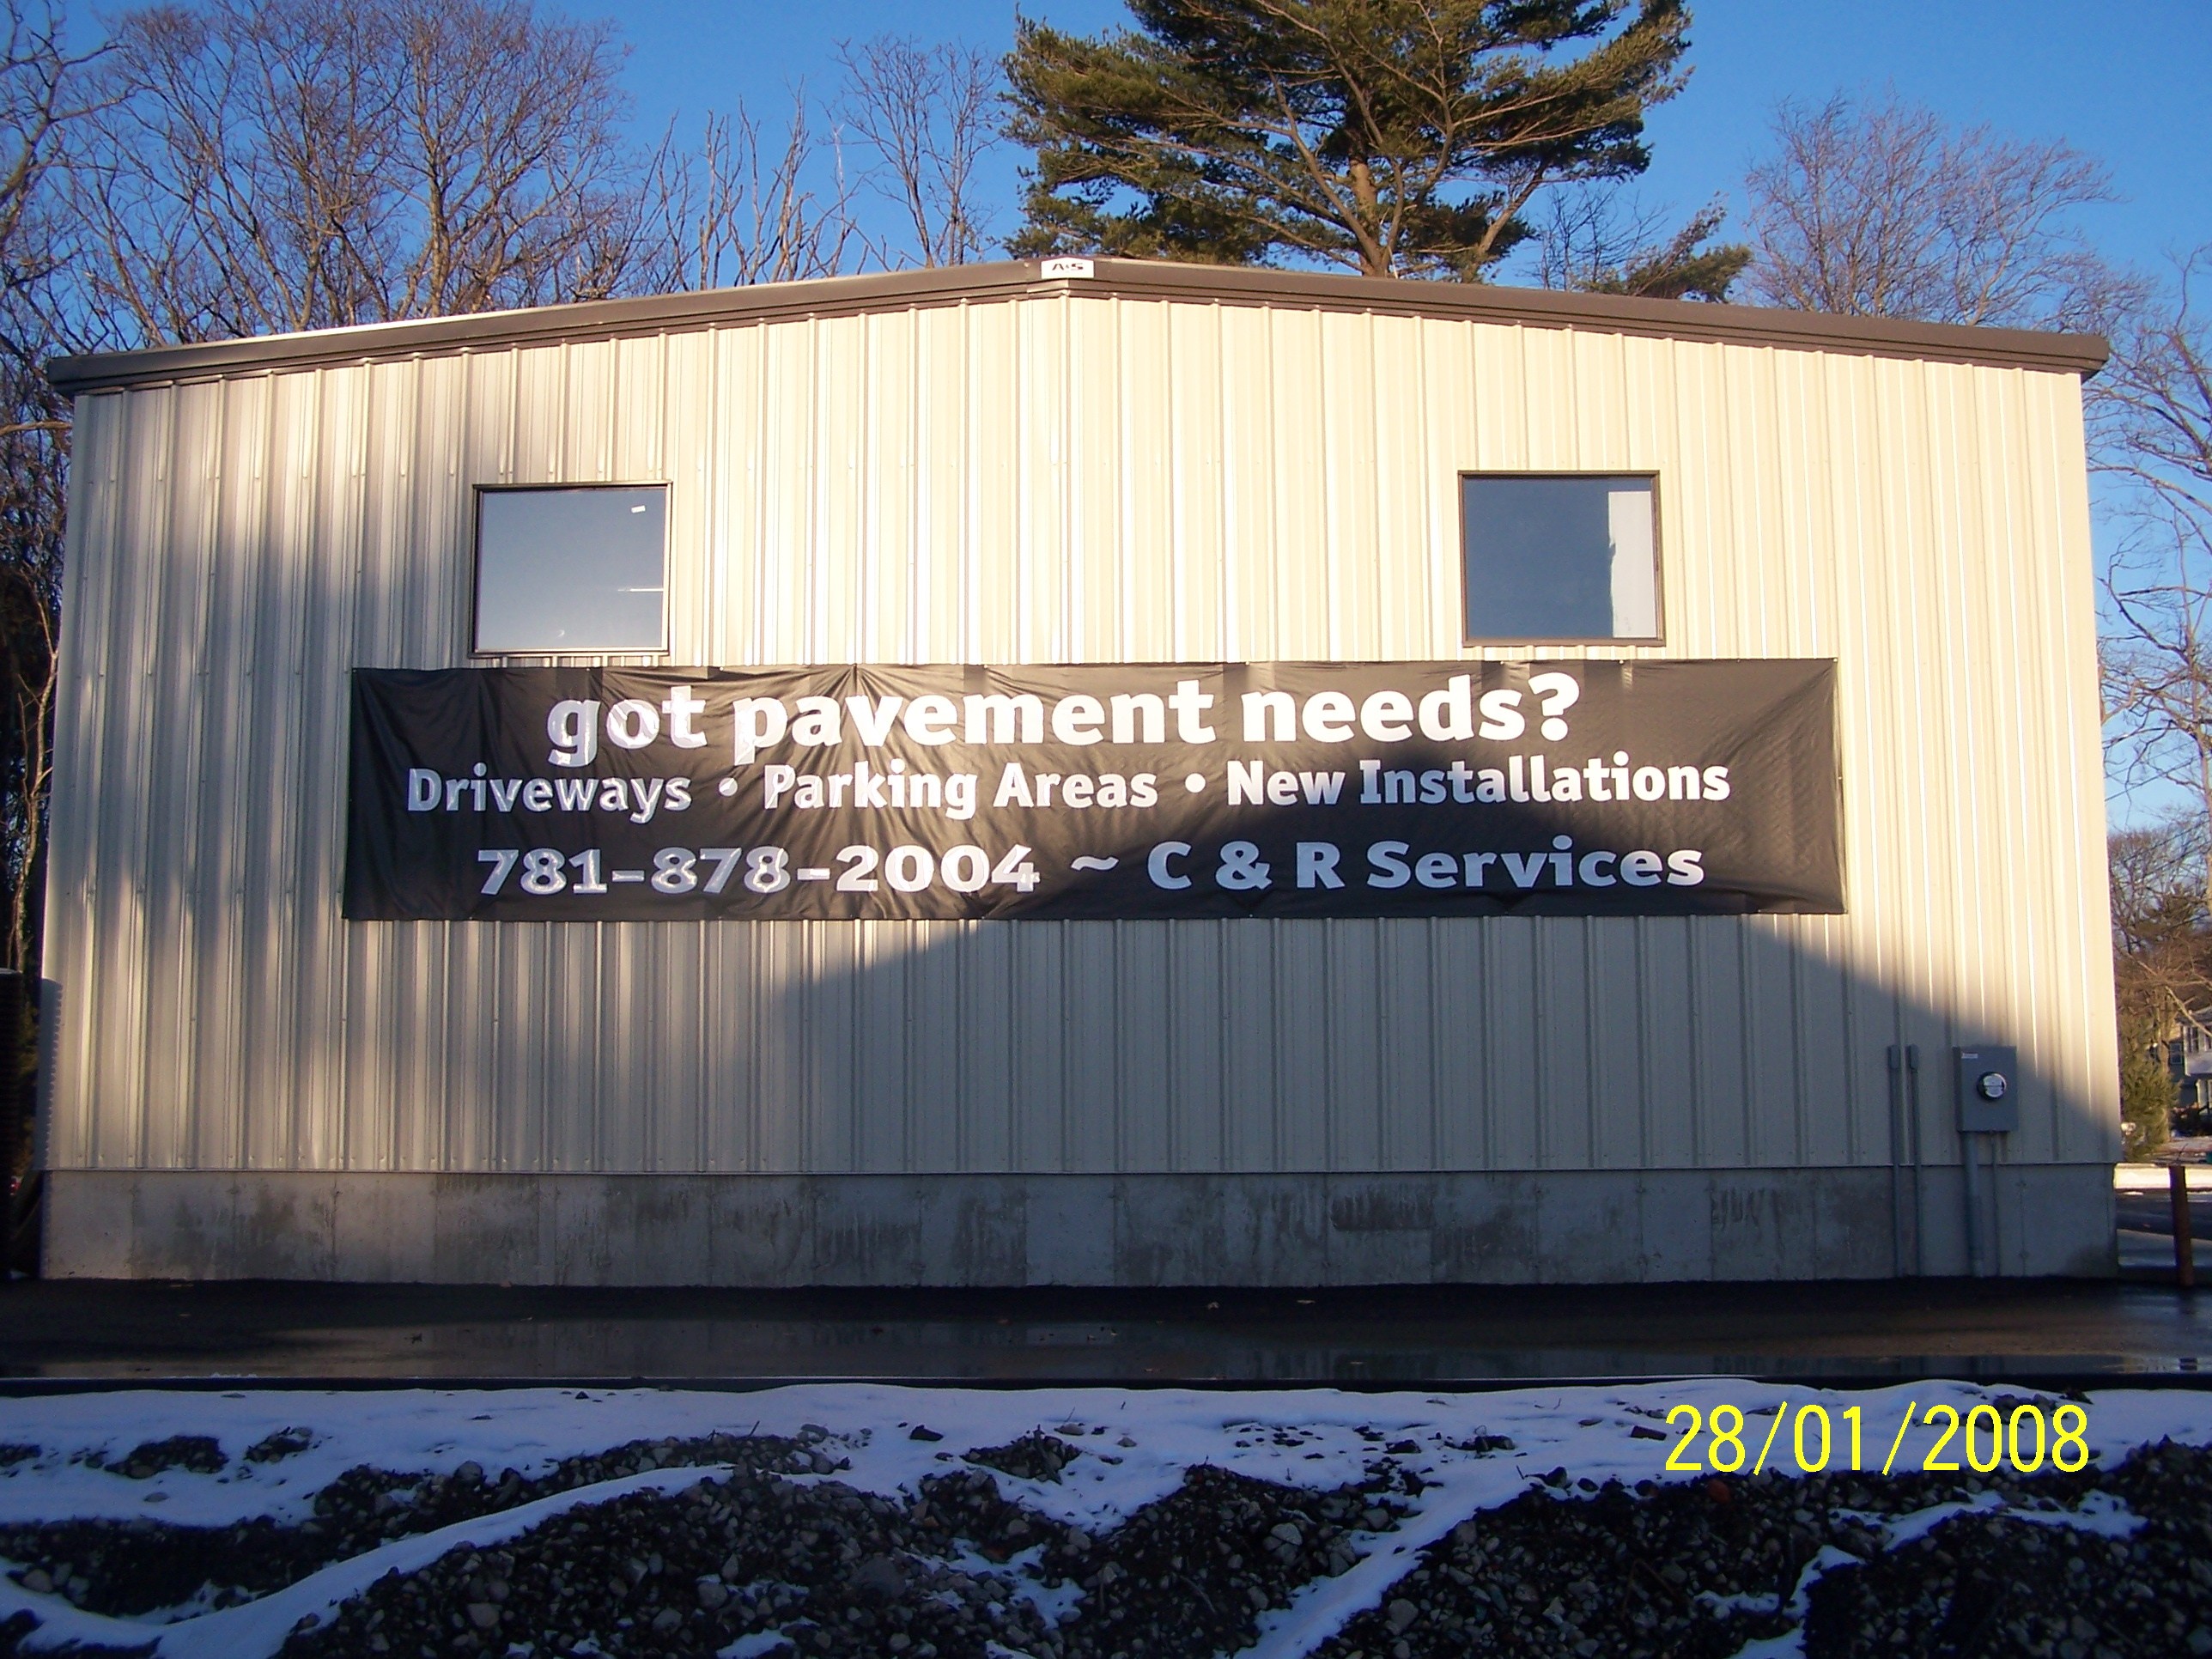 A&S
got pavement needs?
Driveways • Parking Areas • New Installations
781-878-2004 ~ C & R Services
28/01/2008